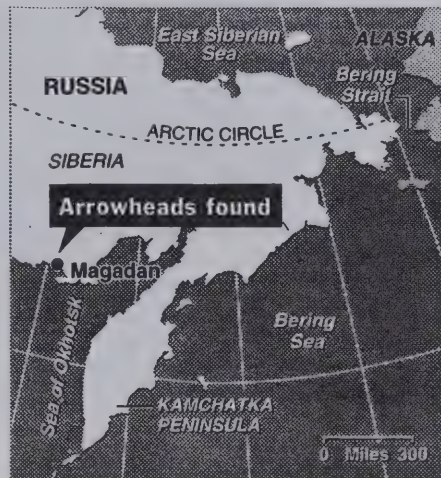 East Siberian
Sea
ALASKA
RUSSIA
Bering
Strait
ARCTIC CIRCLE
SIBERIA
Arrowheads found
Magadan
Sea of Okhotsk
Bering
Sea
KAMCHATKA
PENINSULA
0 Miles 300